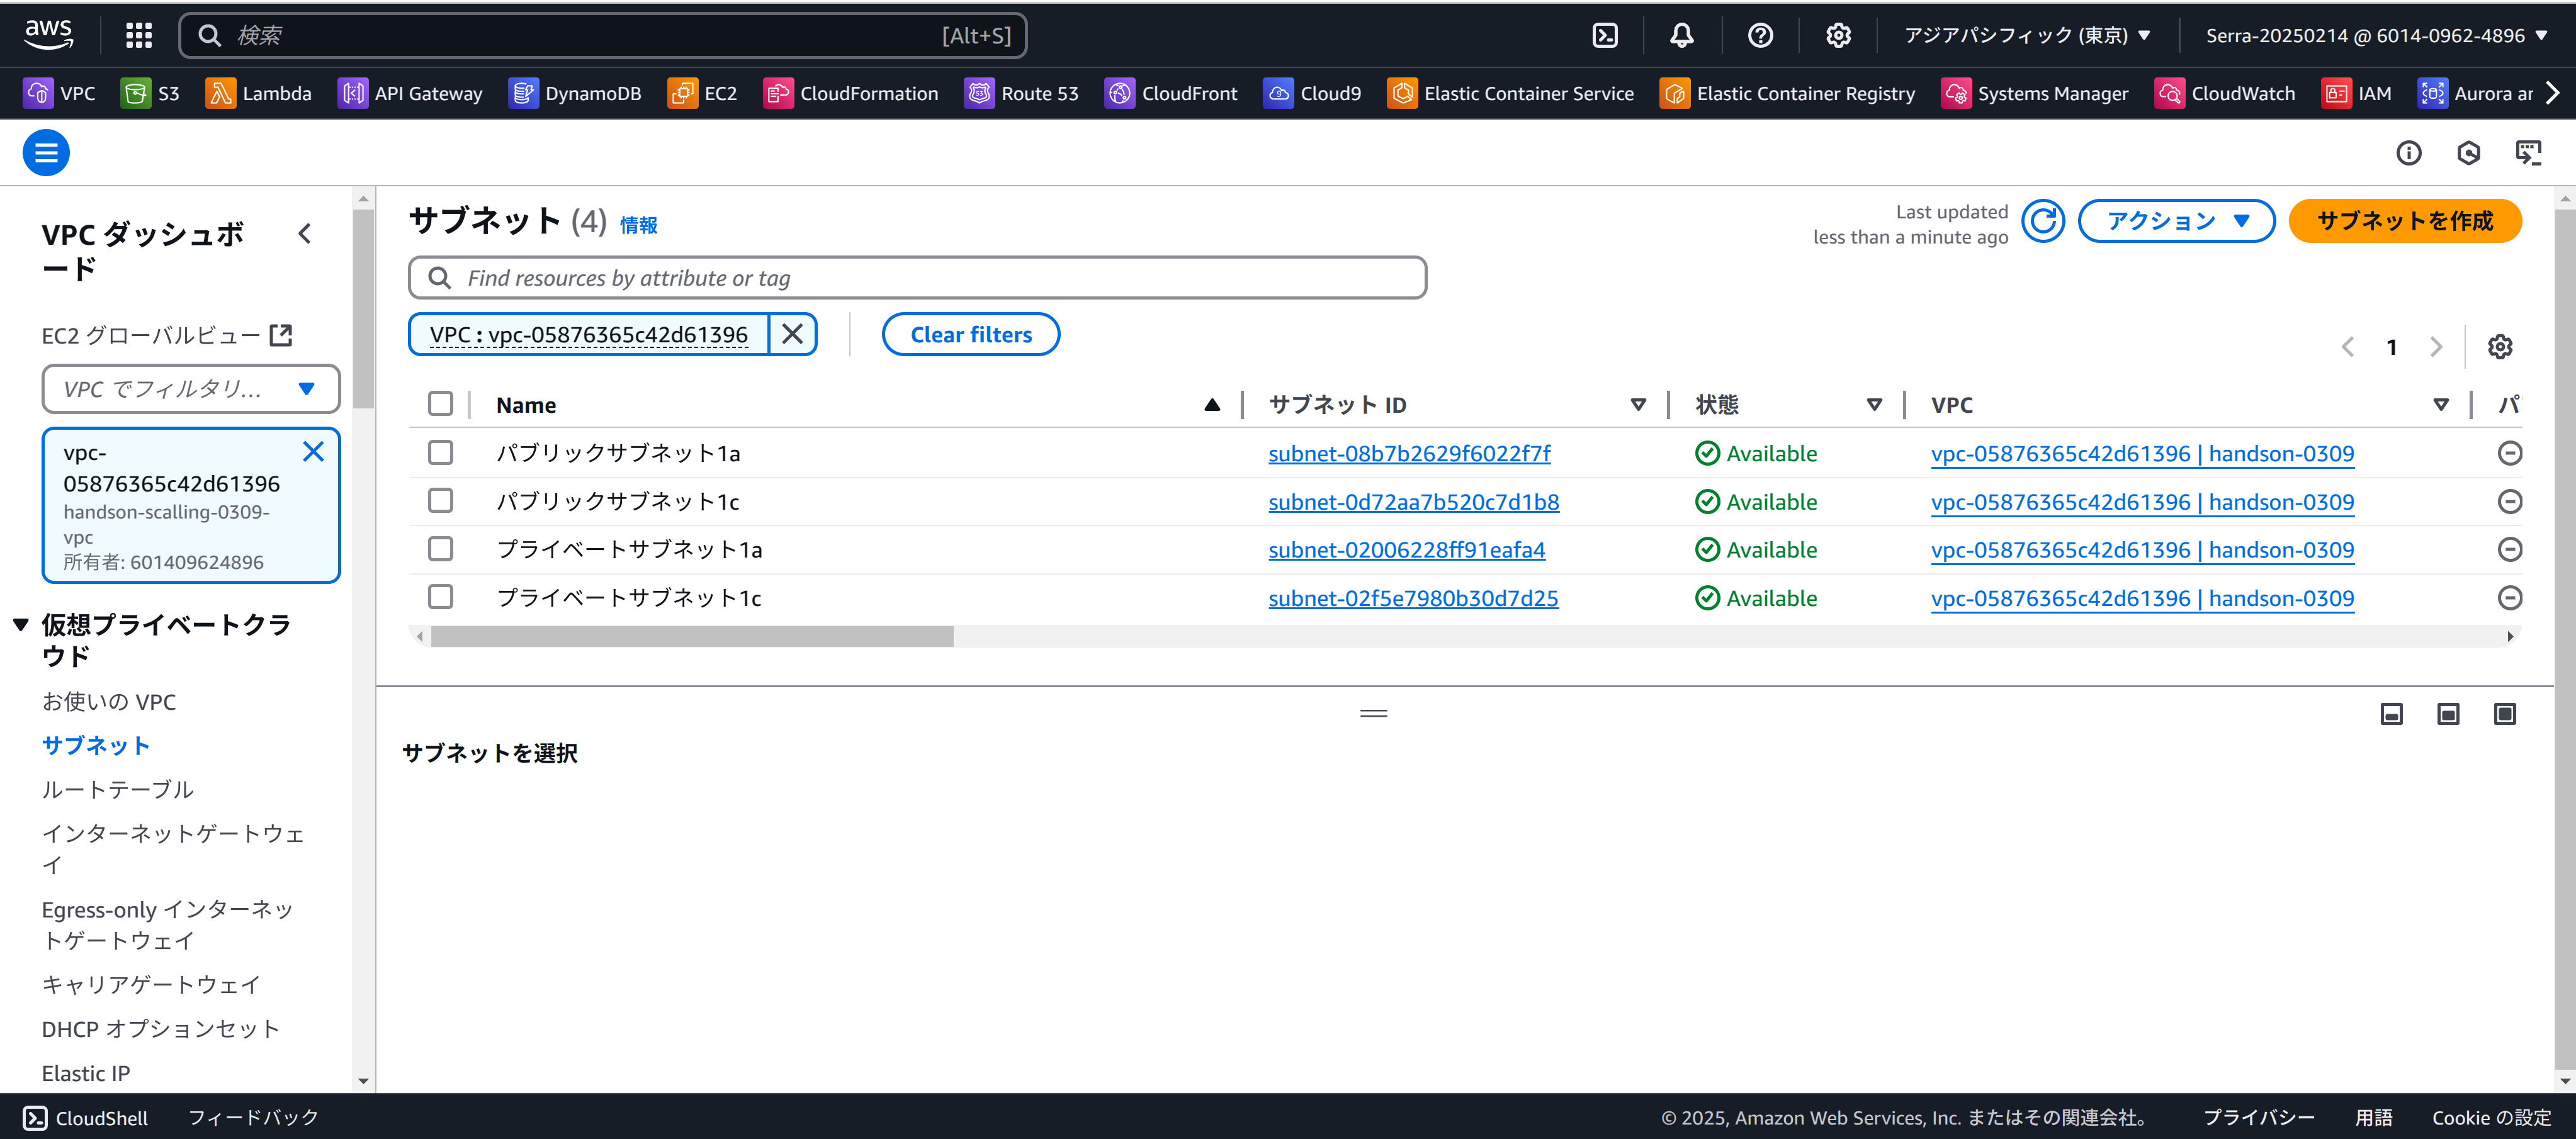 aws
検索
[Alt+S]
アジアパシフィック (東京)
Serra-20250214 @ 6014-0962-4896
VPC
S3
Lambda
API Gateway
DynamoDB
EC2
CloudFormation
Route 53
CloudFront
Cloud9
Elastic Container Service
Elastic Container Registry
Systems Manager
CloudWatch
IAM
Aurora ar
VPC ダッシュボ
ード
EC2 グローバルビュー
VPC でフィルタリ...
vpc-
05876365c42d61396
handson-scalling-0309-
vpc
所有者: 601409624896
仮想プライベートクラ
ウド
お使いの VPC
サブネット
ルートテーブル
インターネットゲートウェ
イ
Egress-only インターネッ
トゲートウェイ
キャリアゲートウェイ
DHCP オプションセット
Elastic IP
サブネット (4) 情報
Last updated
less than a minute ago
アクション
サブネットを作成
Find resources by attribute or tag
VPC : vpc-05876365c42d61396
Clear filters
1
Name サブネット ID 状態 VPC パ
パブリックサブネット1a subnet-08b7b2629f6022f7f Available vpc-05876365c42d61396 | handson-0309
パブリックサブネット1c subnet-0d72aa7b520c7d1b8 Available vpc-05876365c42d61396 | handson-0309
プライベートサブネット1a subnet-02006228ff91eafa4 Available vpc-05876365c42d61396 | handson-0309
プライベートサブネット1c subnet-02f5e7980b30d7d25 Available vpc-05876365c42d61396 | handson-0309
サブネットを選択
CloudShell
フィードバック
© 2025, Amazon Web Services, Inc. またはその関連会社。
プライバシー
用語
Cookie の設定